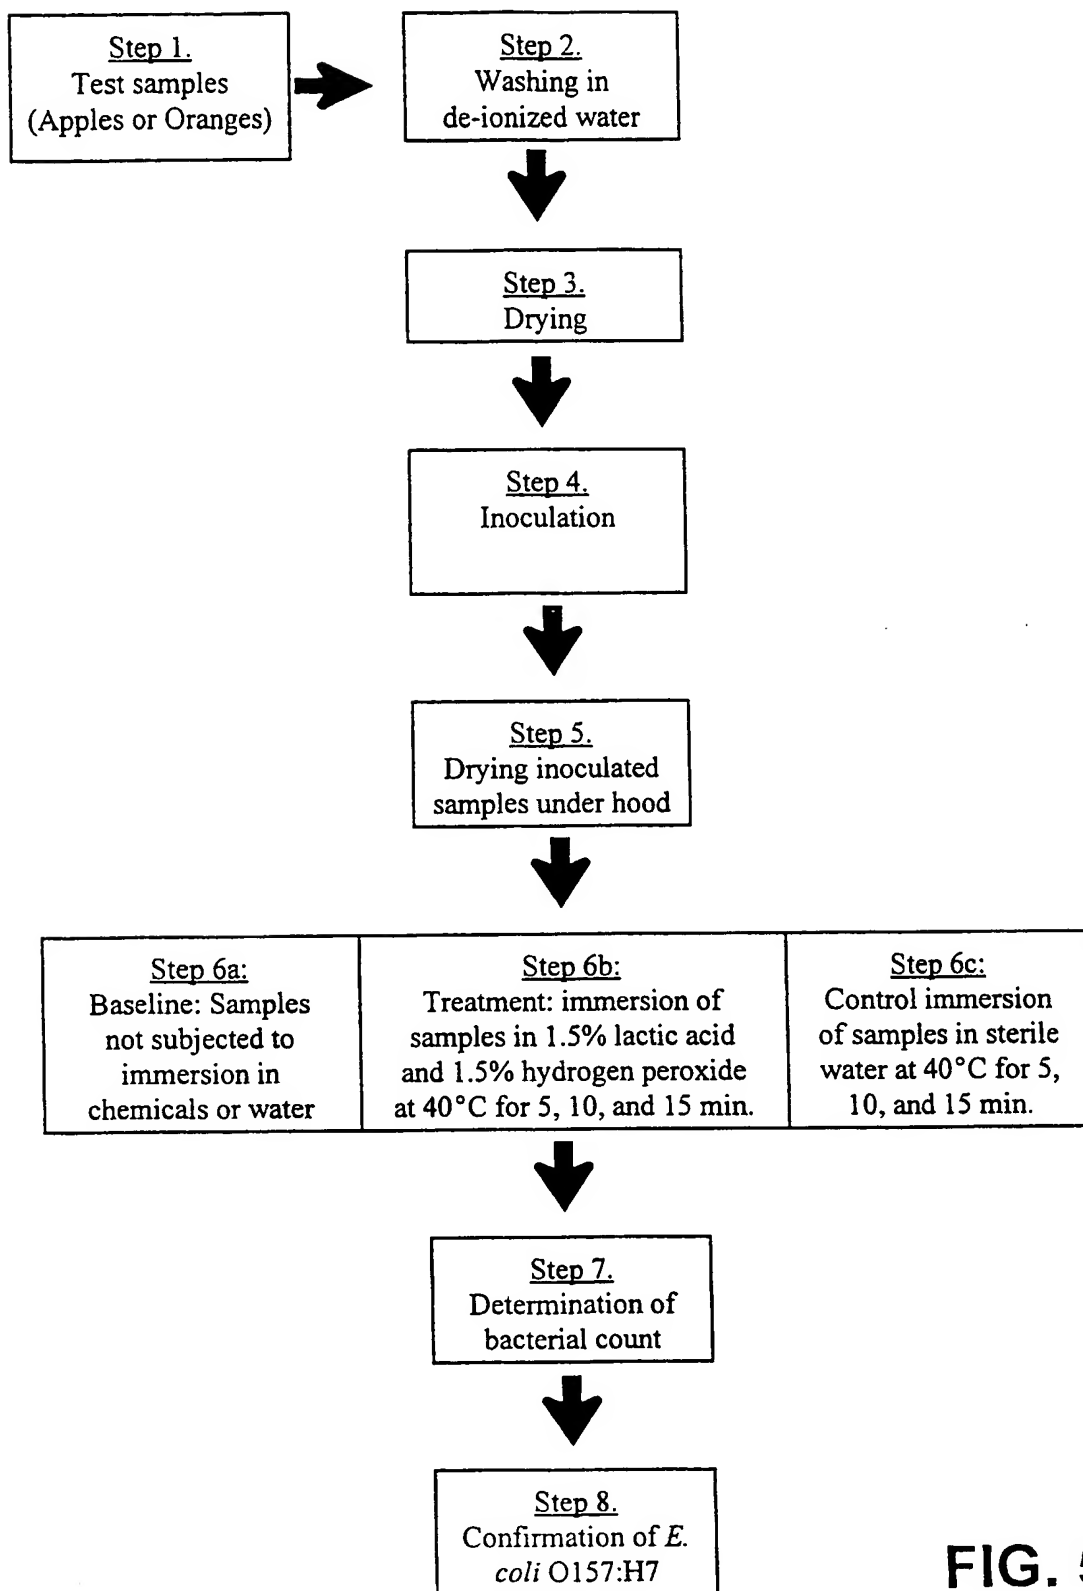 Step 1.
Test samples
(Apples or Oranges)
Step 2.
Washing in
de-ionized water
Step 3.
Drying
Step 4.
Inoculation
Step 5.
Drying inoculated
samples under hood
Step 6a:
Baseline: Samples
not subjected to
immersion in
chemicals or water
Step 6b:
Treatment: immersion of
samples in 1.5% lactic acid
and 1.5% hydrogen peroxide
at 40°C for 5, 10, and 15 min.
Step 6c:
Control immersion
of samples in sterile
water at 40°C for 5,
10, and 15 min.
Step 7.
Determination of
bacterial count
Step 8.
Confirmation of E.
coli O157:H7
FIG. 5